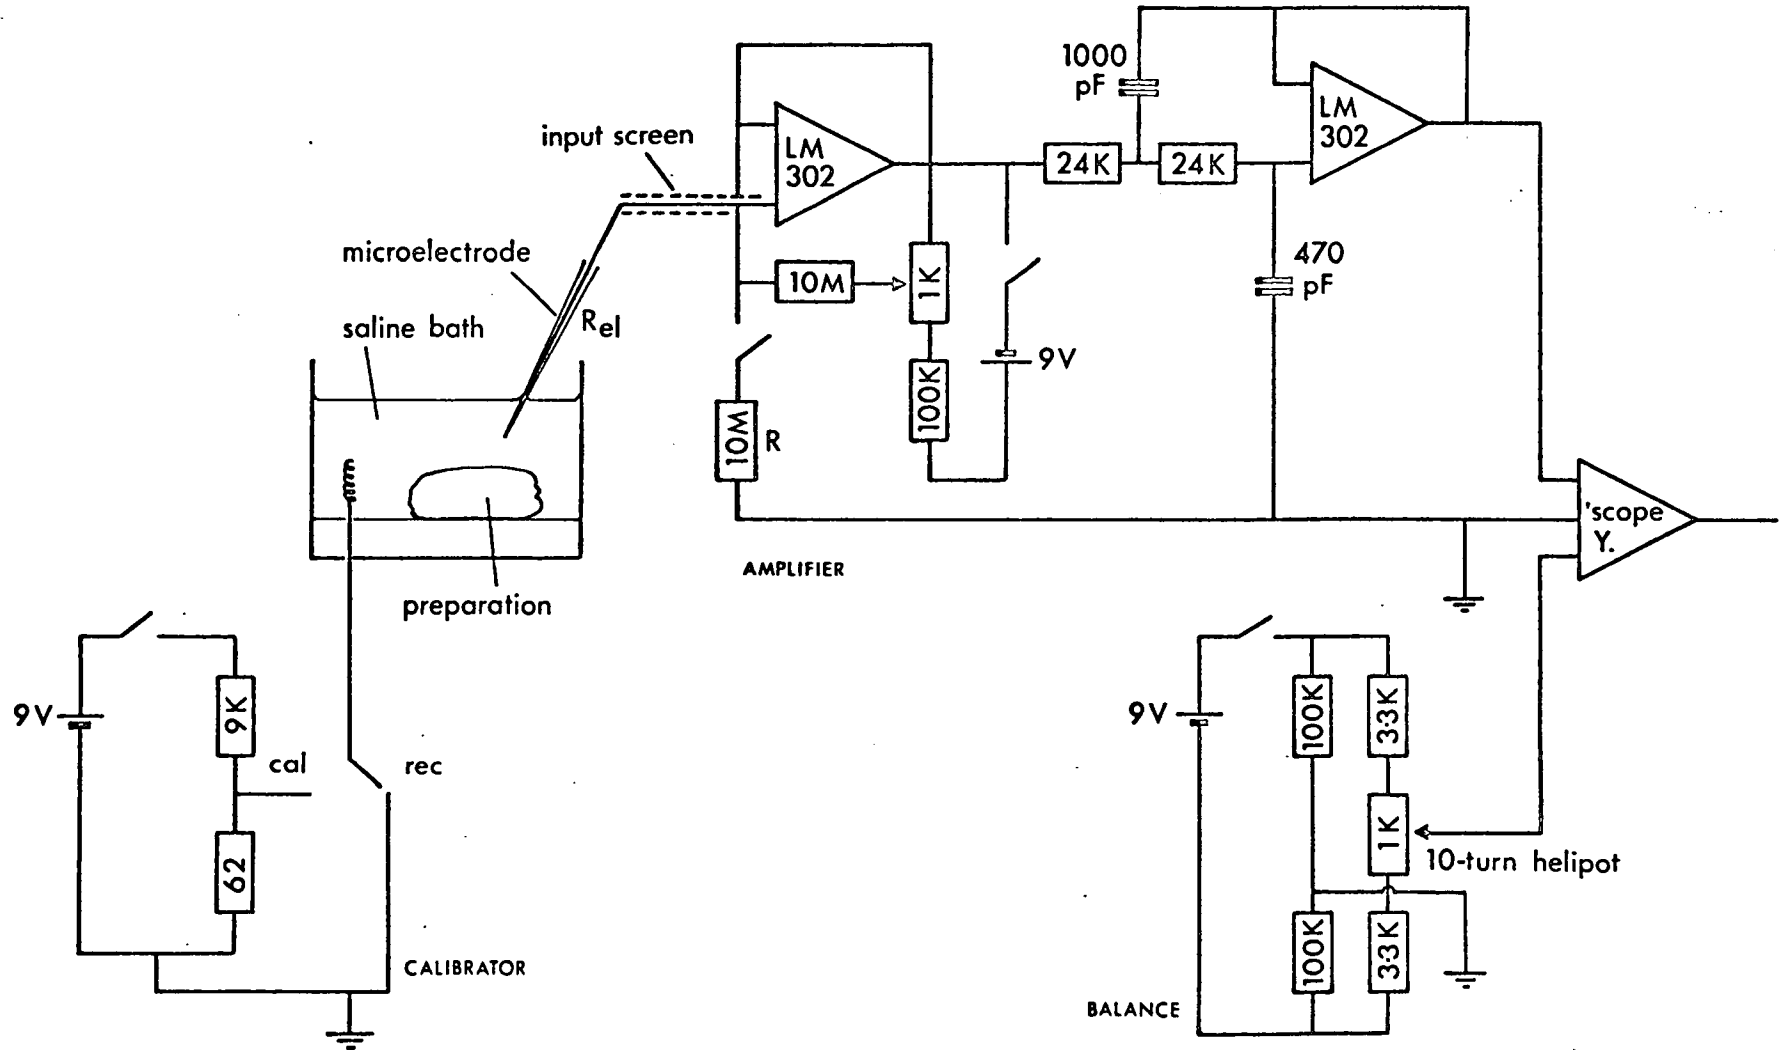 1000
pF
LM
302
input screen
LM
302
24K
24K
microelectrode
10M
1K
470
pF
saline bath
Rel
9V
100K
10M
R
'scope
Y.
AMPLIFIER
preparation
9V
9K
cal
rec
62
CALIBRATOR
9V
100K
3·3K
1K
10-turn helipot
100K
3·3K
BALANCE